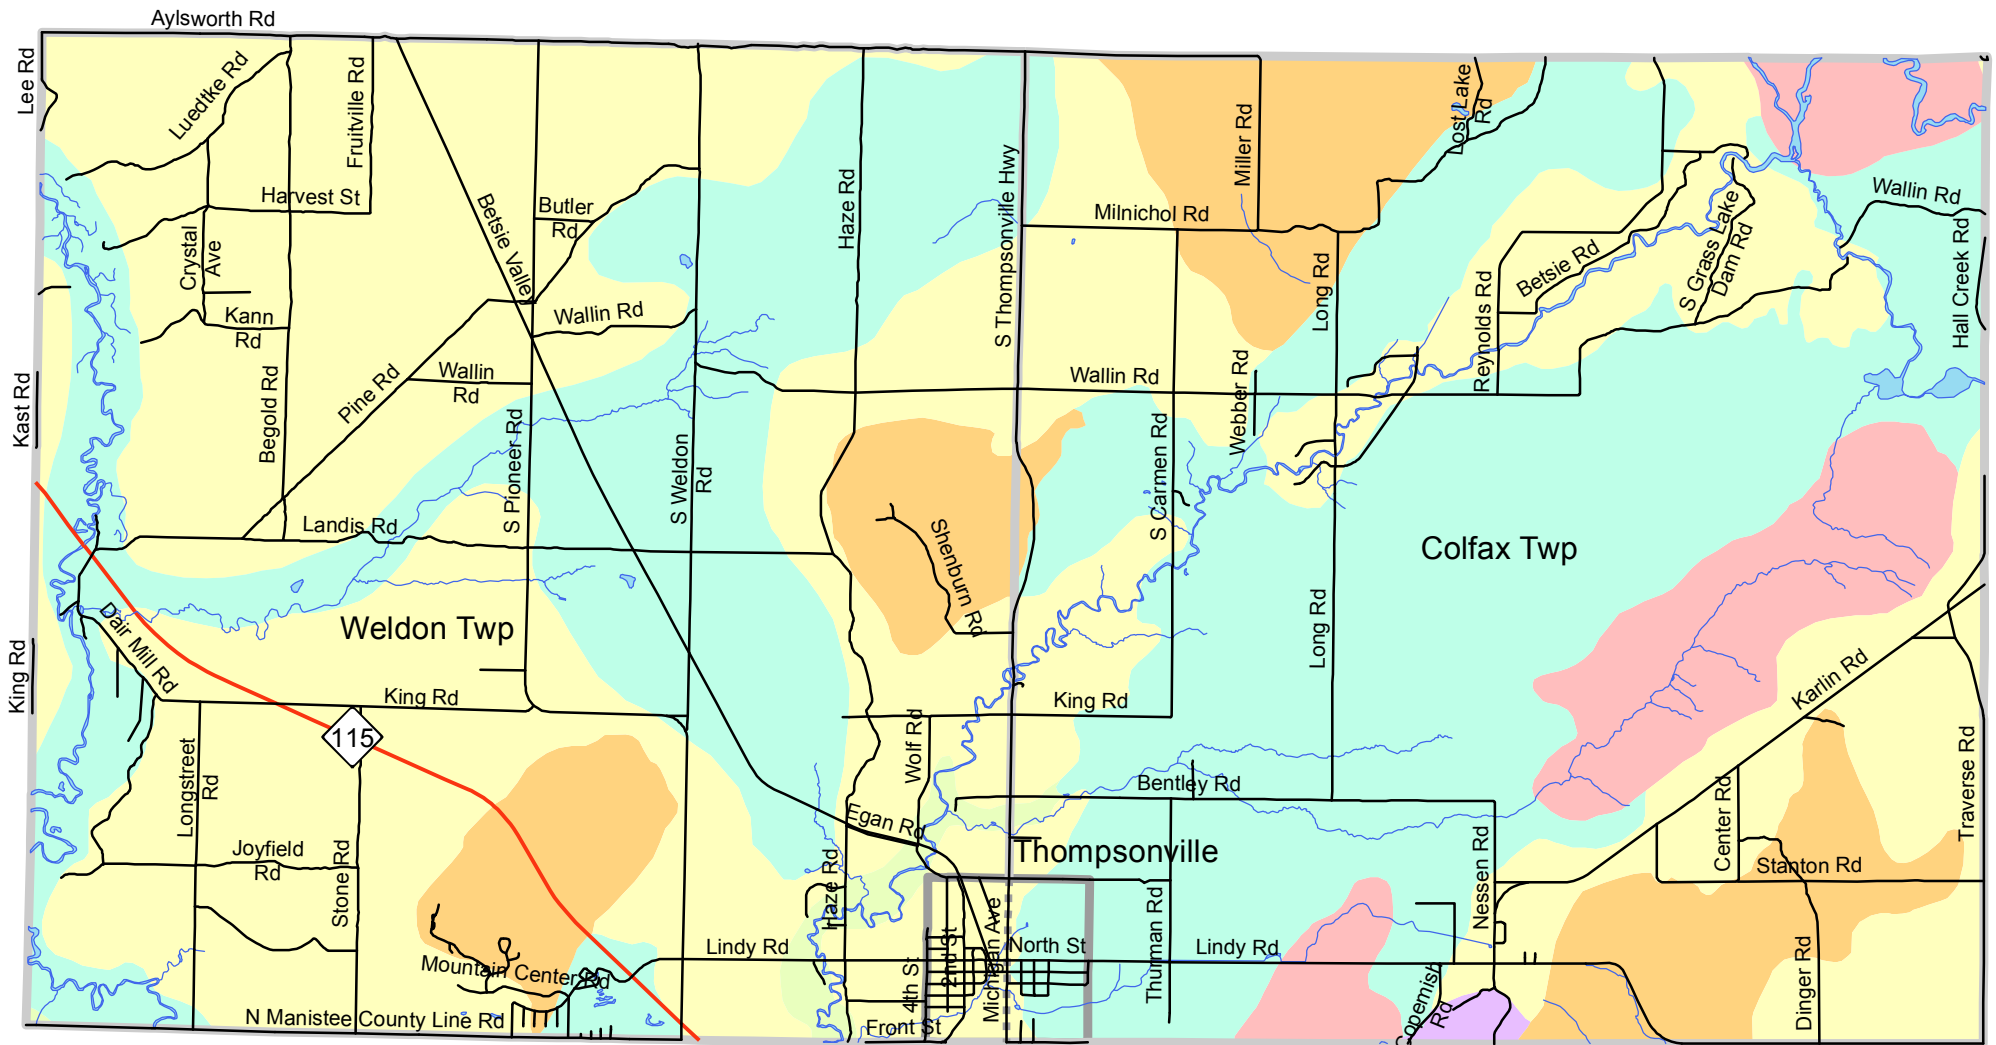 Aylsworth Rd
Lee Rd
Luedtke Rd
Fruitville Rd
Harvest St
Crystal
Ave
Kann
Rd
Begold Rd
Kast Rd
Betsie Valle
Butler
Rd
Wallin Rd
Pine Rd
Wallin
Rd
S Pioneer Rd
S Weldon
Rd
Haze Rd
S Thompsonville Hwy
Milnichol Rd
Miller Rd
Lost Lake
Rd
Long Rd
Wallin Rd
Webber Rd
S Carmen Rd
Reynolds Rd
Betsie Rd
S Grass Lake
Dam Rd
Wallin Rd
Hall Creek Rd
Landis Rd
Shenburn Rd
Colfax Twp
Weldon Twp
Dair Mill Rd
King Rd
King Rd
115
Longstreet
Rd
Joyfield
Rd
Stone Rd
Mountain Center Rd
N Manistee County Line Rd
Wolf Rd
King Rd
Long Rd
Karlin Rd
Traverse Rd
Bentley Rd
Egan Rd
Haze Rd
Thompsonville
Lindy Rd
4th St
2nd St
Michigan Ave
North St
Front St
Thurman Rd
Lindy Rd
Nessen Rd
Center Rd
Stanton Rd
Dinger Rd
opemish
Rd